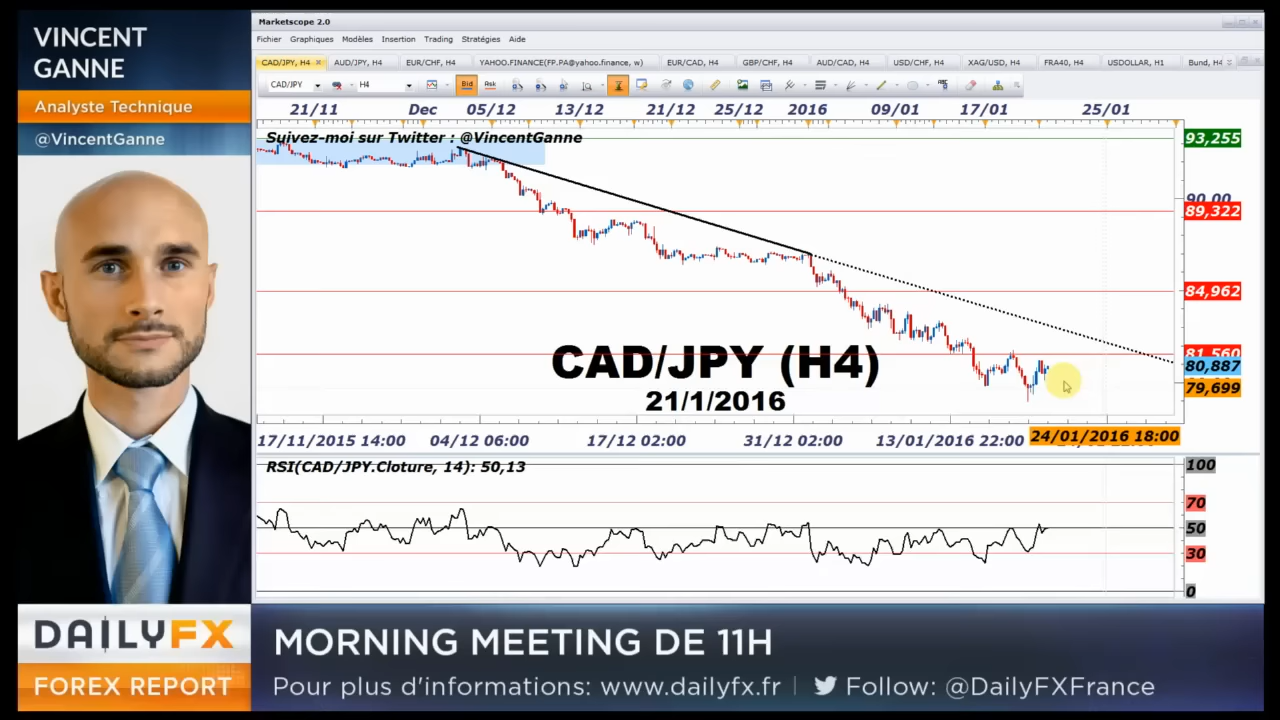 VINCENT
GANNE
Analyste Technique
@VincentGanne
Marketscope 2.0
Fichier Graphiques Modèles Insertion Trading Stratégies Aide
CAD/JPY, H4 AUD/JPY, H4 EUR/CHF, H4 YAHOO.FINANCE(FP.PA@yahoo.finance, w) EUR/CAD, H4 GBP/CHF, H4 AUD/CAD, H4 USD/CHF, H4 XAG/USD, H4 FRA40, H4 USDOLLAR, H1 Bund, H4
CAD/JPY H4 Bid Ask
21/11 Dec 05/12 13/12 21/12 25/12 2016 09/01 17/01 25/01
Suivez-moi sur Twitter : @VincentGanne
93,255
90,00
89,322
84,962
81,560
80,887
79,699
CAD/JPY (H4)
21/1/2016
17/11/2015 14:00 04/12 06:00 17/12 02:00 31/12 02:00 13/01/2016 22:00 24/01/2016 18:00
RSI(CAD/JPY.Cloture, 14): 50,13
100
70
50
30
0
DAILYFX
FOREX REPORT
MORNING MEETING DE 11H
Pour plus d'informations: www.dailyfx.fr | Follow: @DailyFXFrance